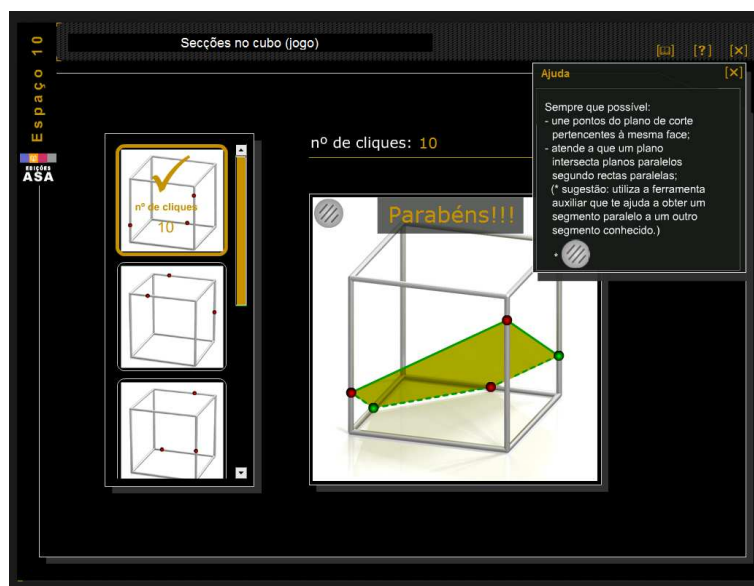 Espaço 10
EDIÇÕES
ASA
Secções no cubo (jogo)
[?] [×]
nº de cliques
10
nº de cliques: 10
Parabéns!!!
Ajuda
[×]
Sempre que possível:
- une pontos do plano de corte
pertencentes à mesma face;
- atende a que um plano
intersecta planos paralelos
segundo rectas paralelas;
(* sugestão: utiliza a ferramenta
auxiliar que te ajuda a obter um
segmento paralelo a um outro
segmento conhecido.)
*